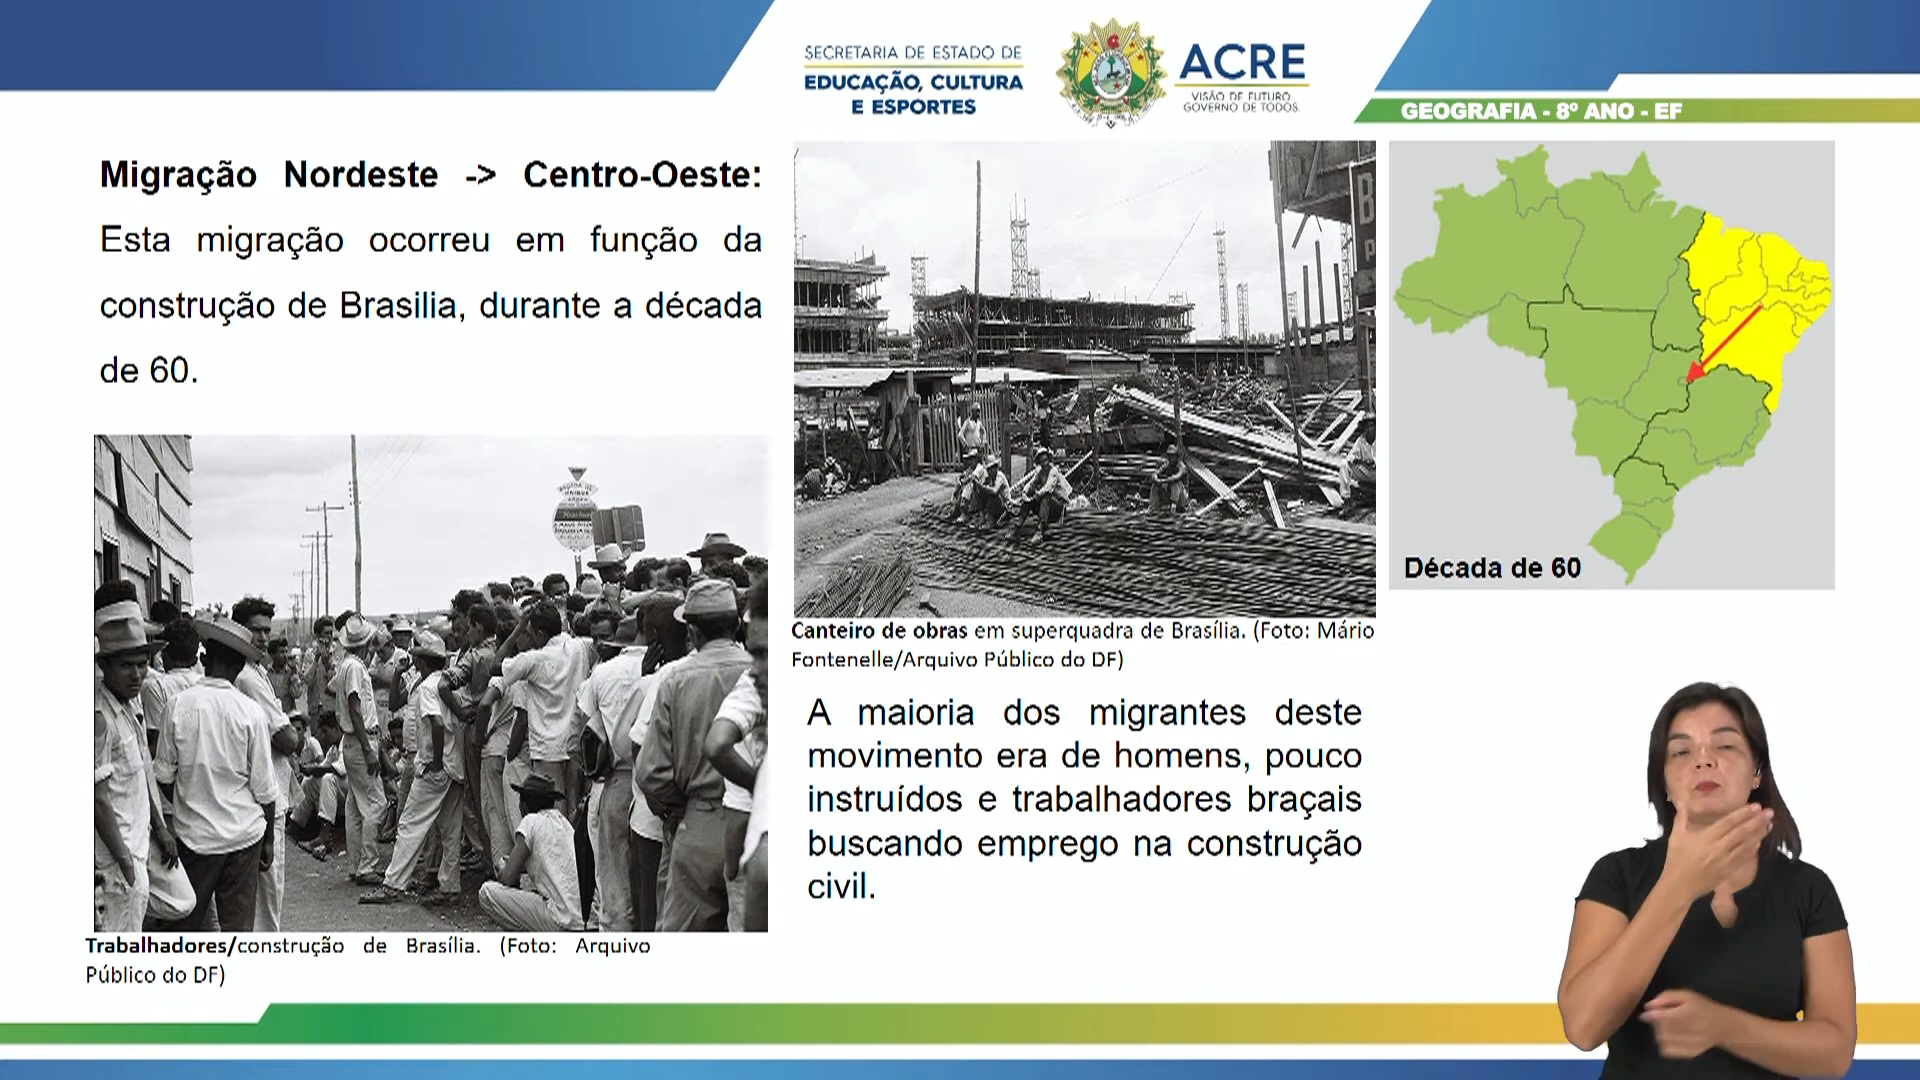 SECRETARIA DE ESTADO DE
EDUCAÇÃO, CULTURA
E ESPORTES
ACRE
VISÃO DE FUTURO
GOVERNO DE TODOS.
GEOGRAFIA - 8º ANO - EF
Migração Nordeste -> Centro-Oeste:
Esta migração ocorreu em função da
construção de Brasilia, durante a década
de 60.
Década de 60
Canteiro de obras em superquadra de Brasília. (Foto: Mário
Fontenelle/Arquivo Público do DF)
A maioria dos migrantes deste
movimento era de homens, pouco
instruídos e trabalhadores braçais
buscando emprego na construção
civil.
Trabalhadores/construção de Brasília. (Foto: Arquivo
Público do DF)